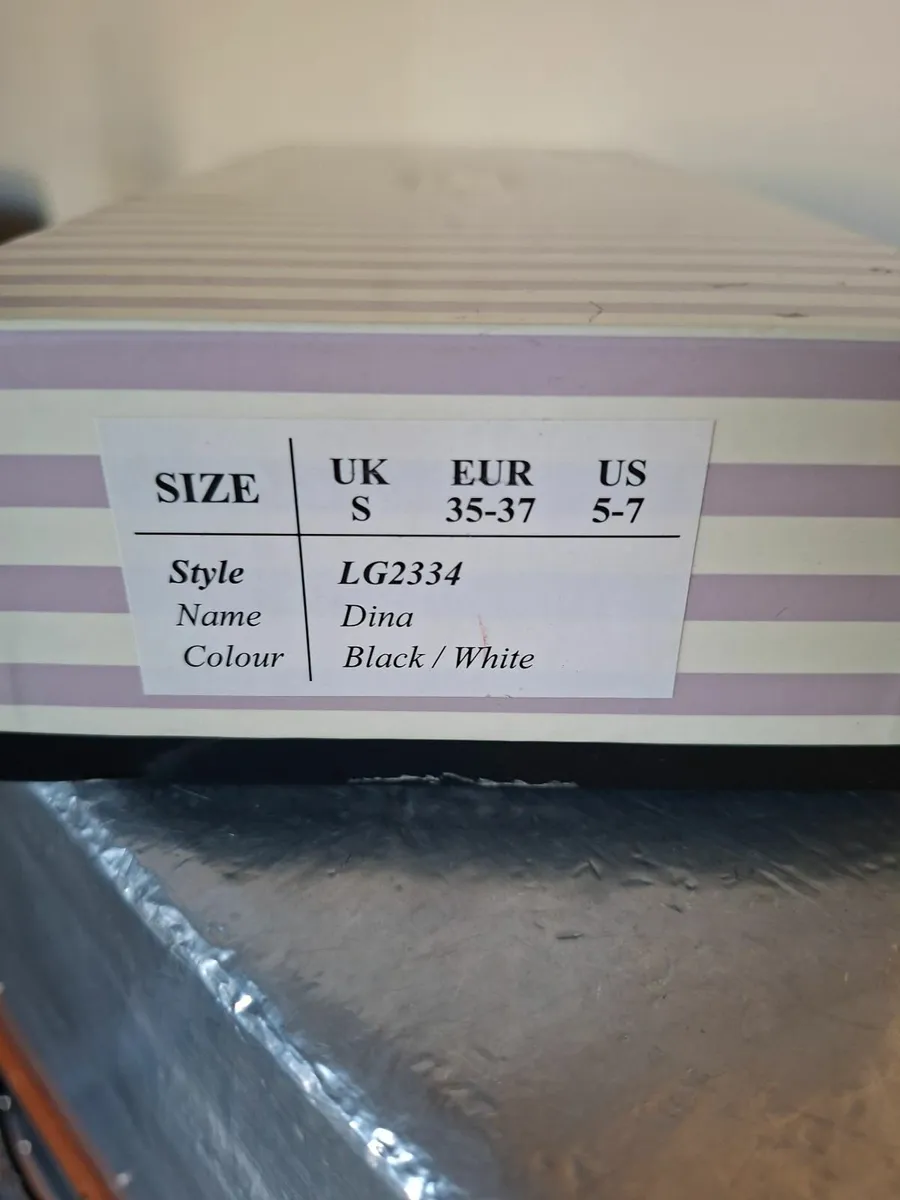 SIZE UK EUR US
S 35-37 5-7
Style LG2334
Name Dina
Colour Black / White